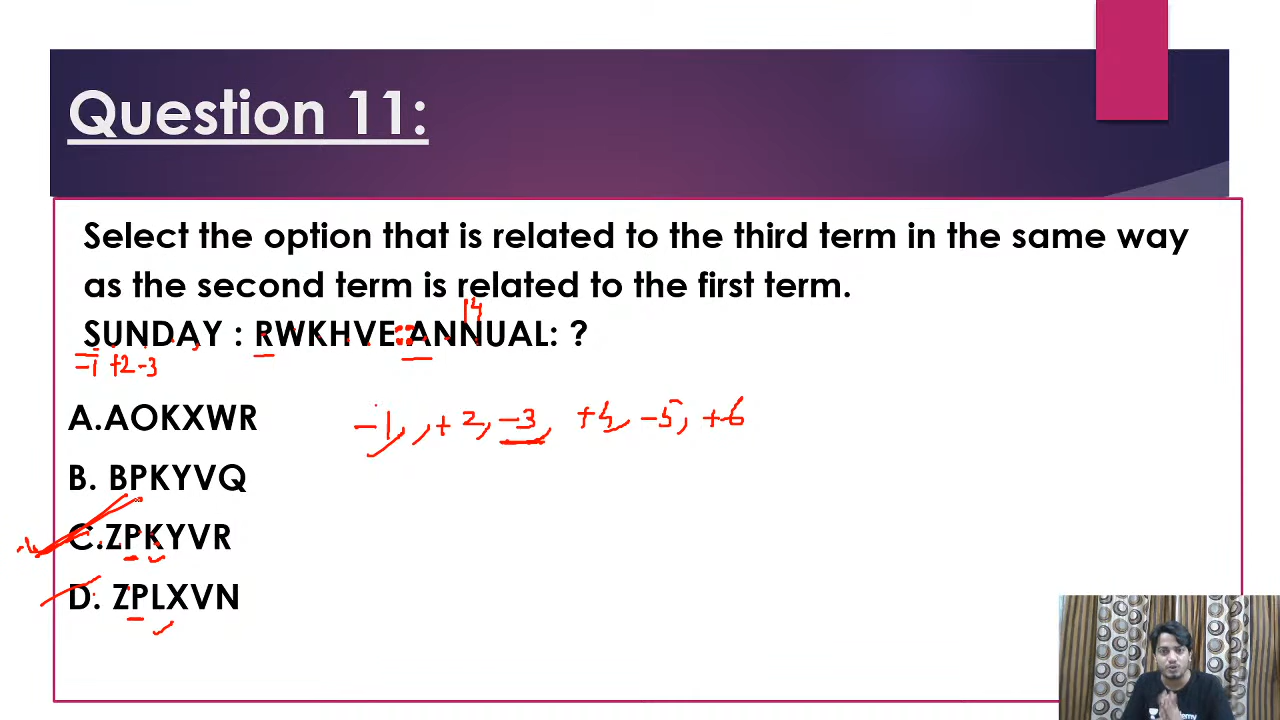 Question 11:
Select the option that is related to the third term in the same way
as the second term is related to the first term.
14
SUNDAY : RWKHVE :: ANNUAL: ?
-1 +2 -3
A.AOKXWR
-1, , +2, -3, +4, -5, +6
B. BPKYVQ
C.ZPKYVR
D. ZPLXVN